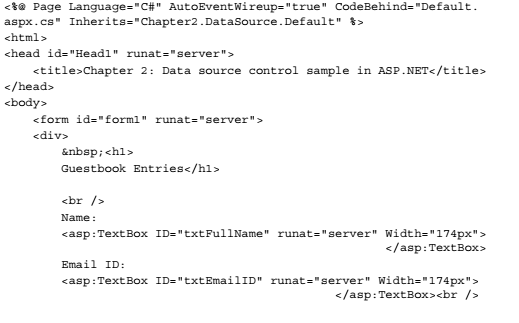 <%@ Page Language="C#" AutoEventWireup="true" CodeBehind="Default.
aspx.cs" Inherits="Chapter2.DataSource.Default" %>
<html>
<head id="Head1" runat="server">
    <title>Chapter 2: Data source control sample in ASP.NET</title>
</head>
<body>
    <form id="form1" runat="server">
    <div>
        &nbsp;<h1>
        Guestbook Entries</h1>
        <br />
        Name:
        <asp:TextBox ID="txtFullName" runat="server" Width="174px">
                                                </asp:TextBox>
        Email ID:
        <asp:TextBox ID="txtEmailID" runat="server" Width="174px">
                                          </asp:TextBox><br />